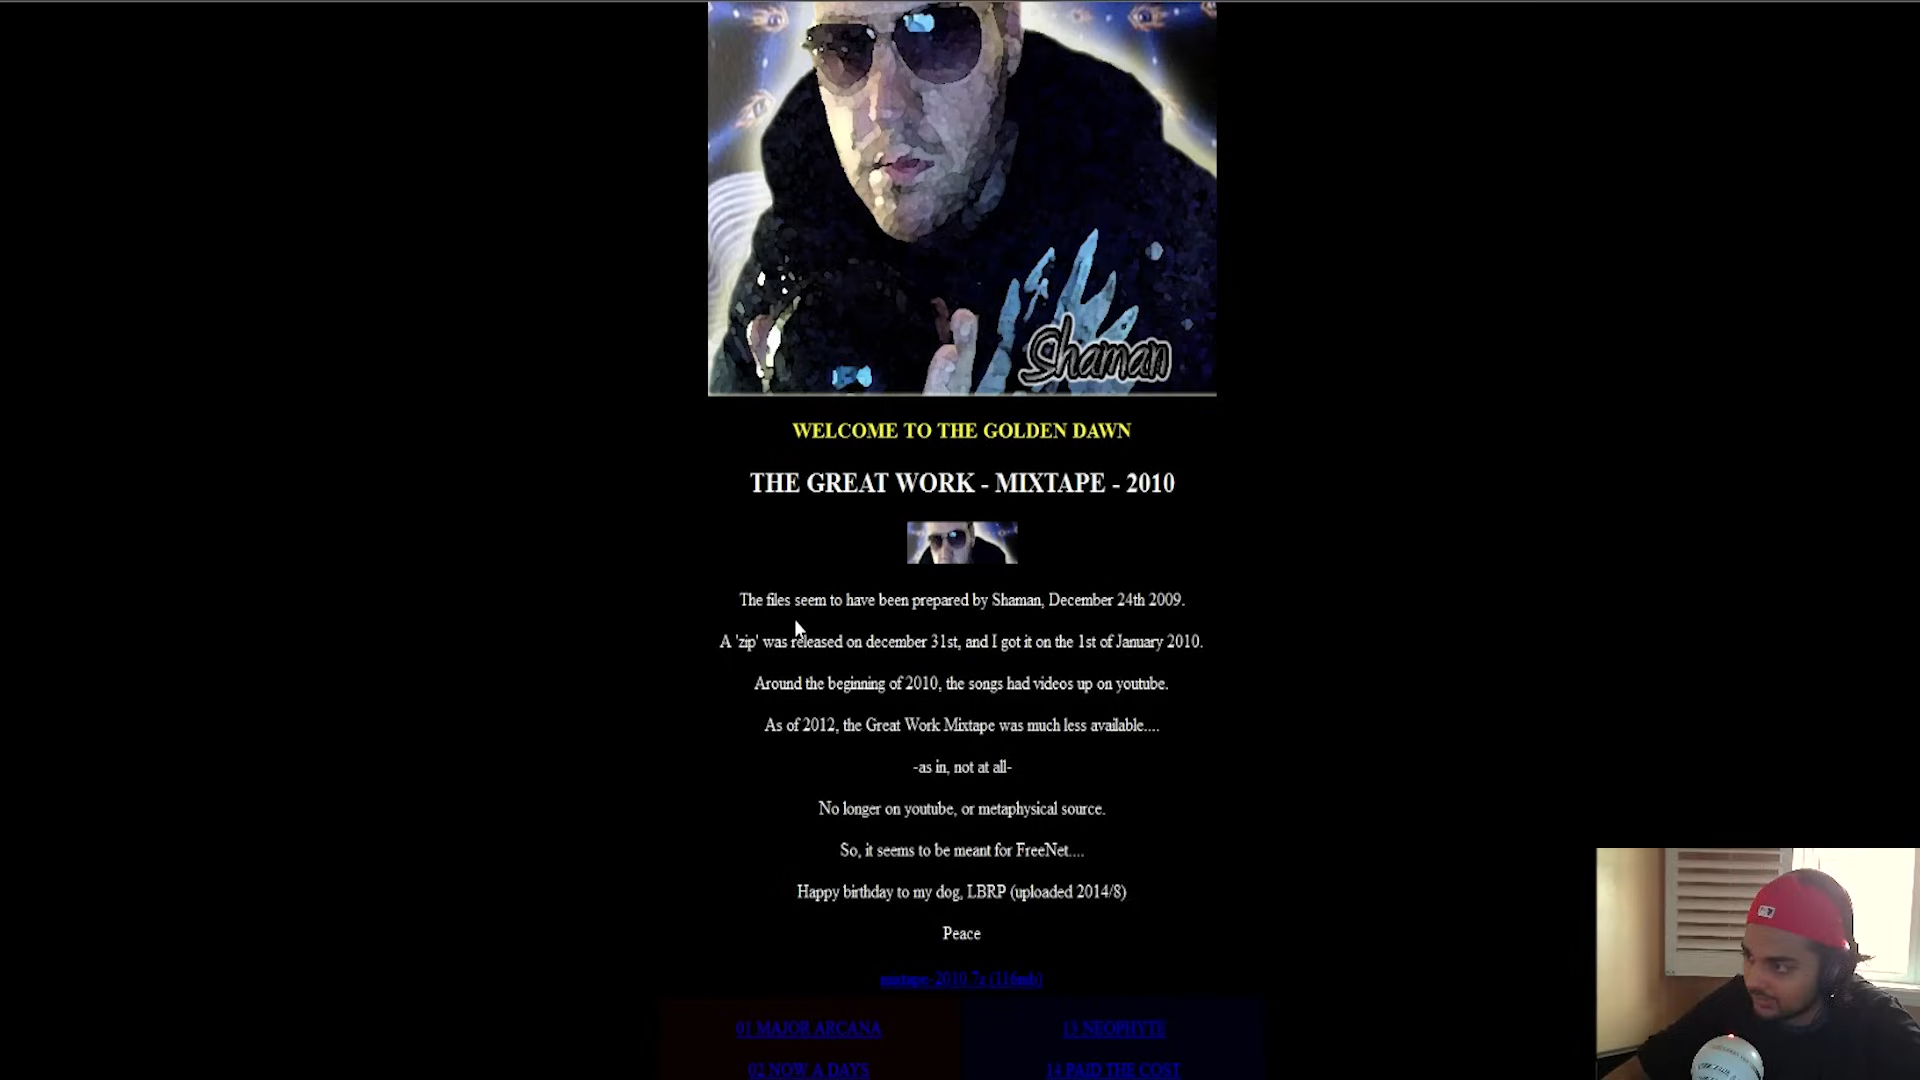 Shaman
WELCOME TO THE GOLDEN DAWN
THE GREAT WORK - MIXTAPE - 2010
The files seem to have been prepared by Shaman, December 24th 2009.
A 'zip' was released on december 31st, and I got it on the 1st of January 2010.
Around the beginning of 2010, the songs had videos up on youtube.
As of 2012, the Great Work Mixtape was much less available....
-as in, not at all-
No longer on youtube, or metaphysical source.
So, it seems to be meant for FreeNet....
Happy birthday to my dog, LBRP (uploaded 2014/8)
Peace
mixtape-2010.7z (116mb)
01 MAJOR ARCANA
13 NEOPHYTE
02 NOW A DAYS
14 PAID THE COST